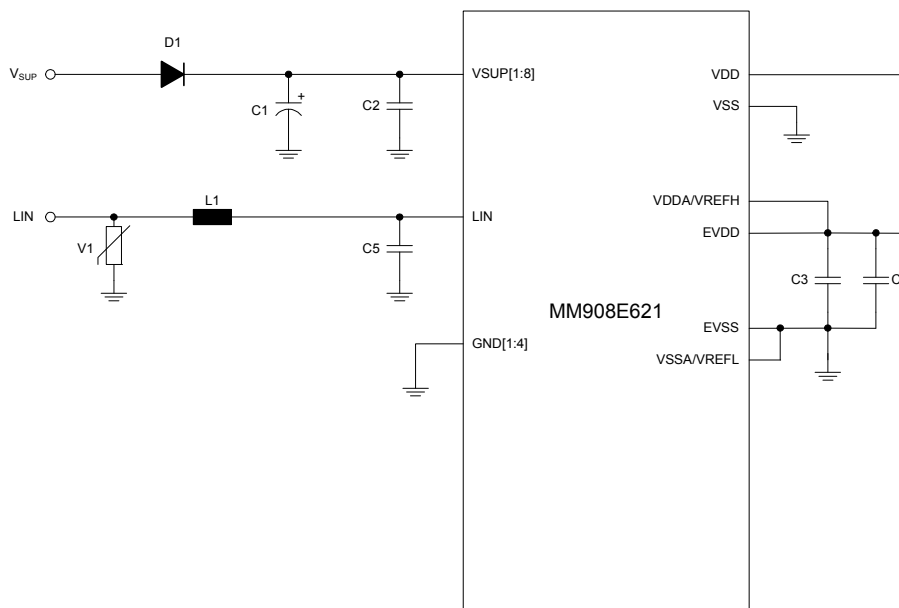 D1
VSUP
C1
+
C2
VSUP[1:8]
VDD
VSS
LIN
L1
V1
C5
LIN
VDDA/VREFH
EVDD
C3
MM908E621
GND[1:4]
EVSS
VSSA/VREFL